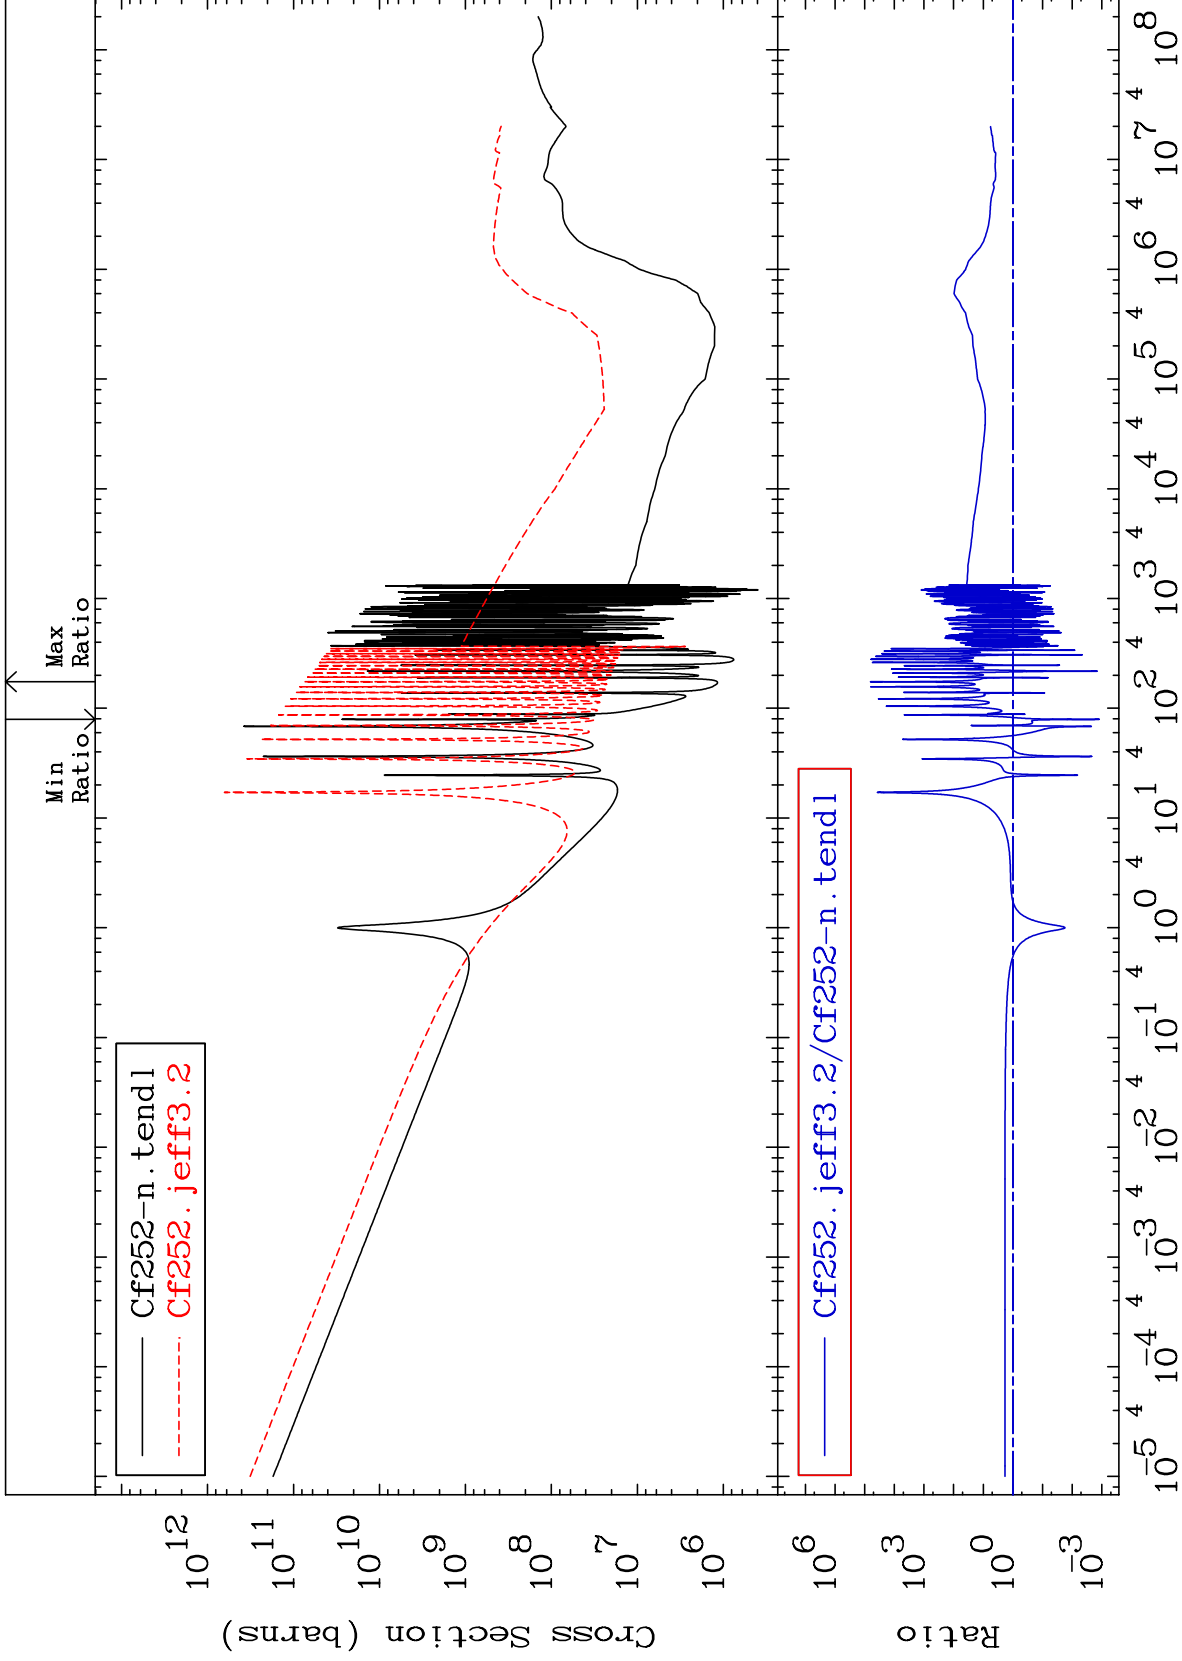 Min
Ratio
Max
Ratio
Cf252-n.tendl
Cf252.jeff3.2
Cross Section (barns)
10^12
10^11
10^10
10^9
10^8
10^7
10^6
Cf252.jeff3.2/Cf252-n.tendl
Ratio
10^6
10^3
10^0
10^-3
10^-5 4 10^-4 4 10^-3 4 10^-2 4 10^-1 4 10^0 4 10^1 4 10^2 4 10^3 4 10^4 4 10^5 4 10^6 4 10^7 4 10^8